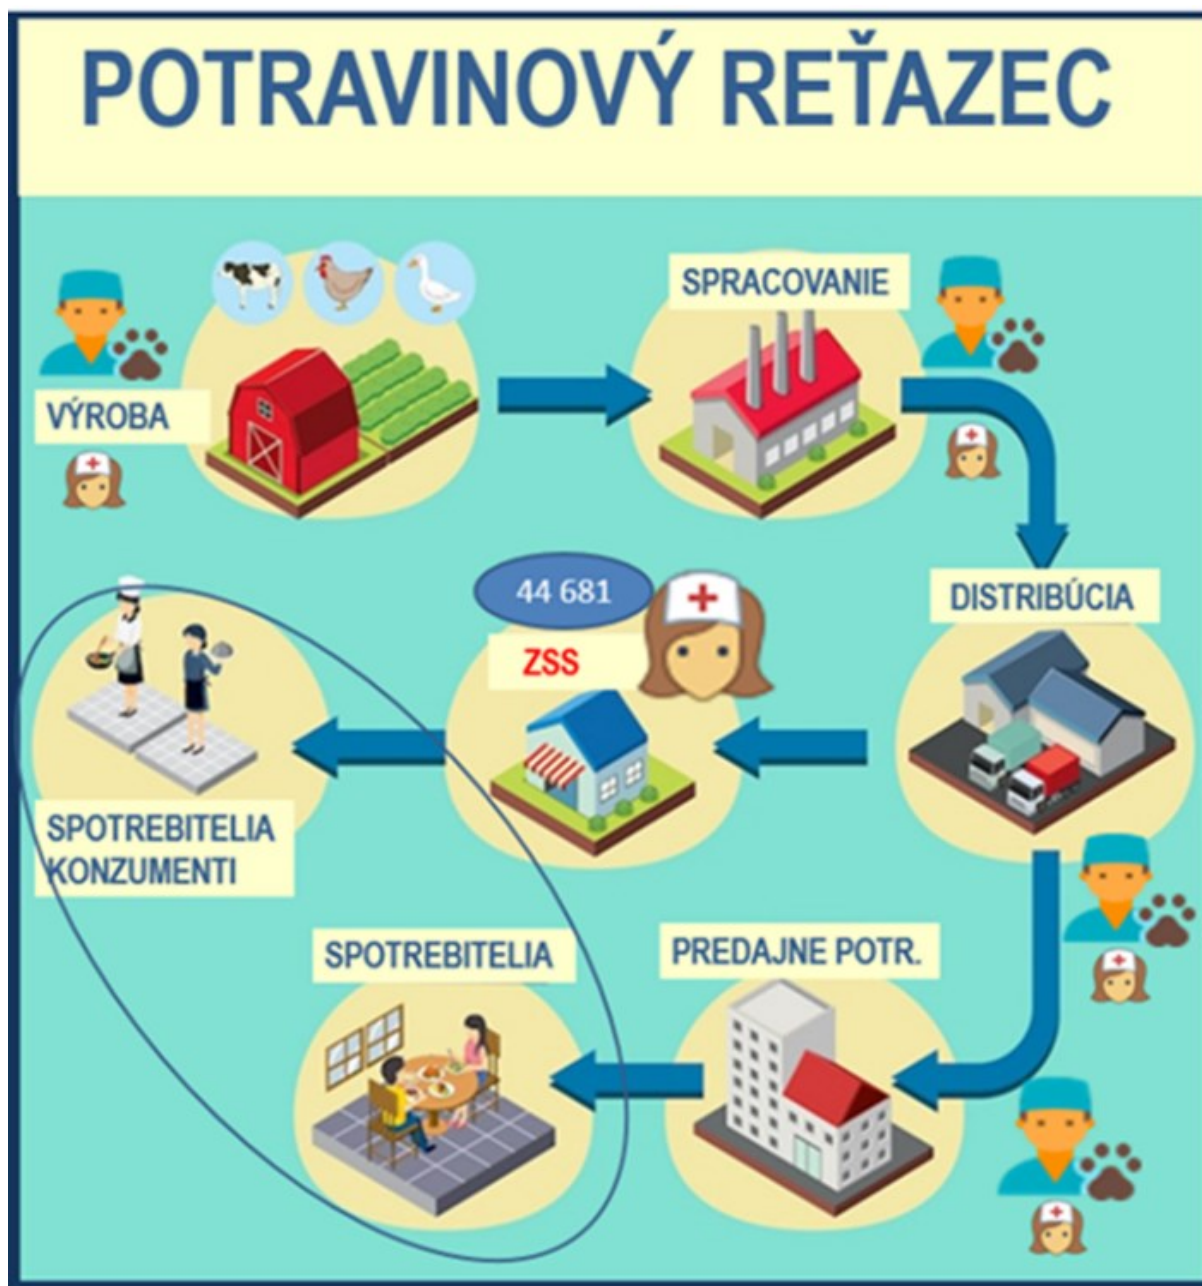 POTRAVINOVÝ REŤAZEC
SPRACOVANIE
VÝROBA
44 681
ZSS
DISTRIBÚCIA
SPOTREBITELIA
KONZUMENTI
SPOTREBITELIA
PREDAJNE POTR.